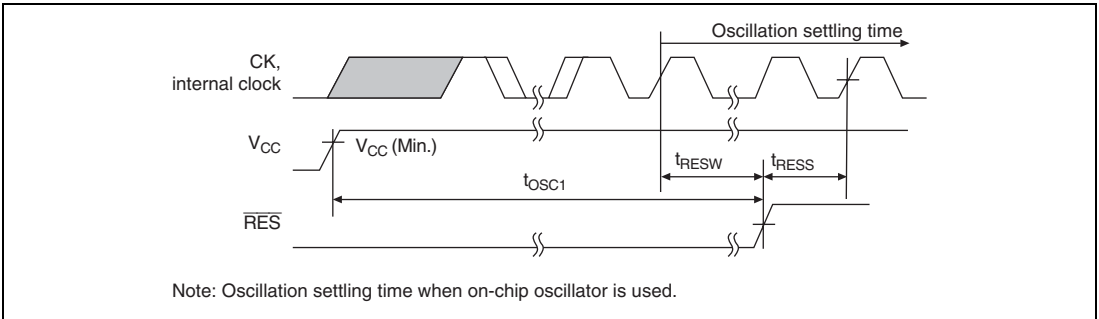 Oscillation settling time
CK,
internal clock
VCC
VCC (Min.)
tRESW
tRESS
tOSC1
RES
Note: Oscillation settling time when on-chip oscillator is used.